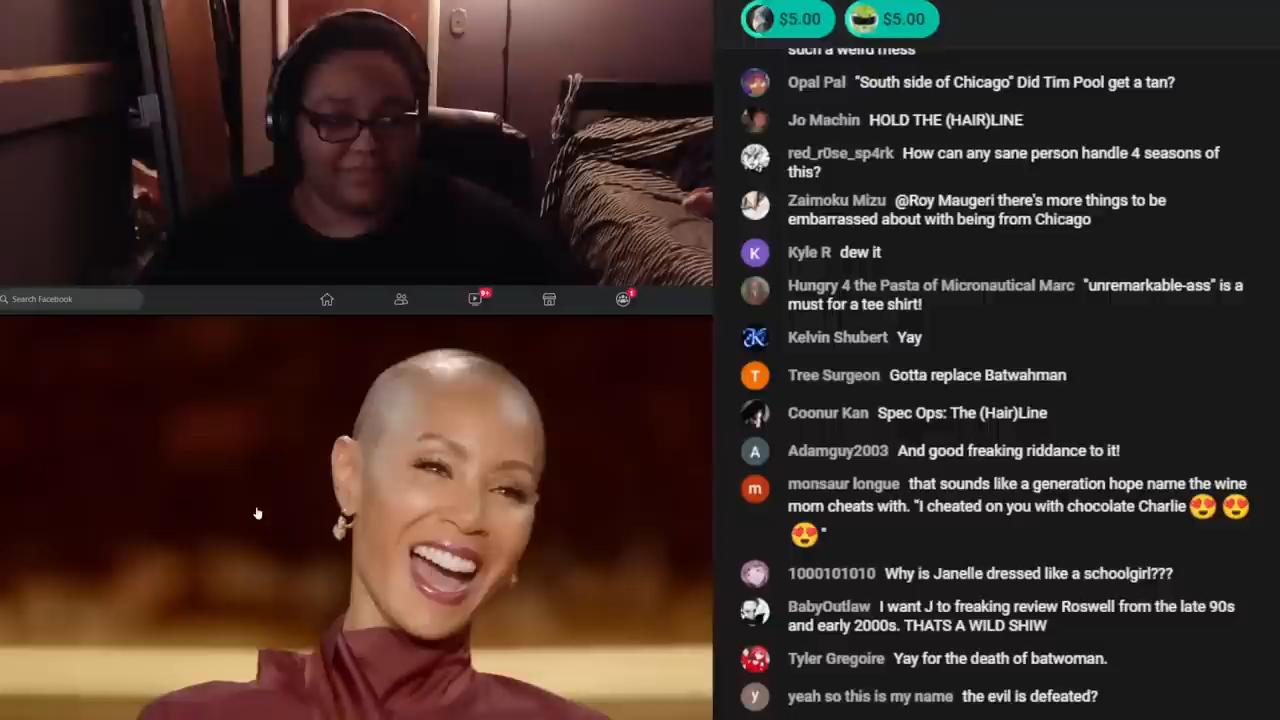 $5.00 $5.00
such a weird mess
Opal Pal "South side of Chicago" Did Tim Pool get a tan?
Jo Machin HOLD THE (HAIR)LINE
red_r0se_sp4rk How can any sane person handle 4 seasons of
this?
Zaimoku Mizu @Roy Maugeri there's more things to be
embarrassed about with being from Chicago
K Kyle R dew it
Hungry 4 the Pasta of Micronautical Marc "unremarkable-ass" is a
must for a tee shirt!
Kelvin Shubert Yay
T Tree Surgeon Gotta replace Batwahman
Coonur Kan Spec Ops: The (Hair)Line
A Adamguy2003 And good freaking riddance to it!
m monsaur longue that sounds like a generation hope name the wine
mom cheats with. "I cheated on you with chocolate Charlie 😍 😍
😍 "
1000101010 Why is Janelle dressed like a schoolgirl???
BabyOutlaw I want J to freaking review Roswell from the late 90s
and early 2000s. THATS A WILD SHIW
Tyler Gregoire Yay for the death of batwoman.
y yeah so this is my name the evil is defeated?
Search Facebook
9+ 1